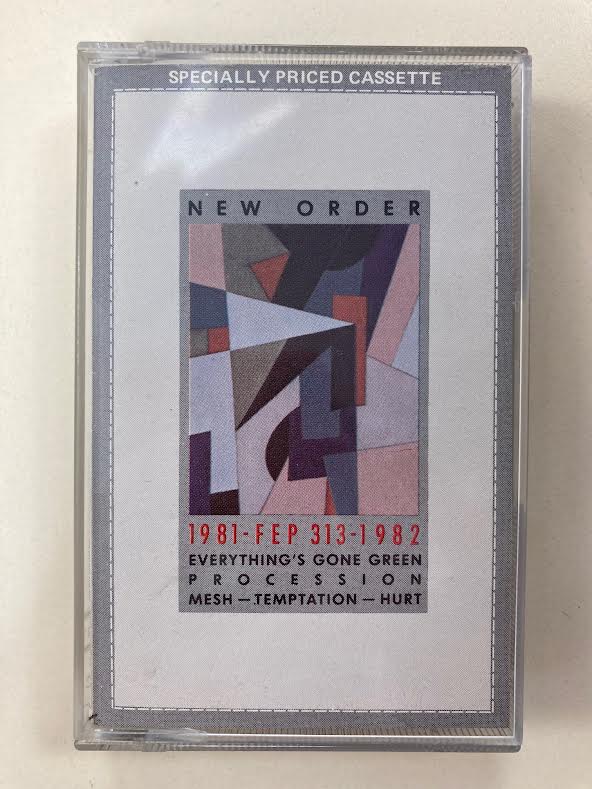 SPECIALLY PRICED CASSETTE
NEW ORDER
1981-FEP 313-1982
EVERYTHING'S GONE GREEN
PROCESSION
MESH — TEMPTATION — HURT